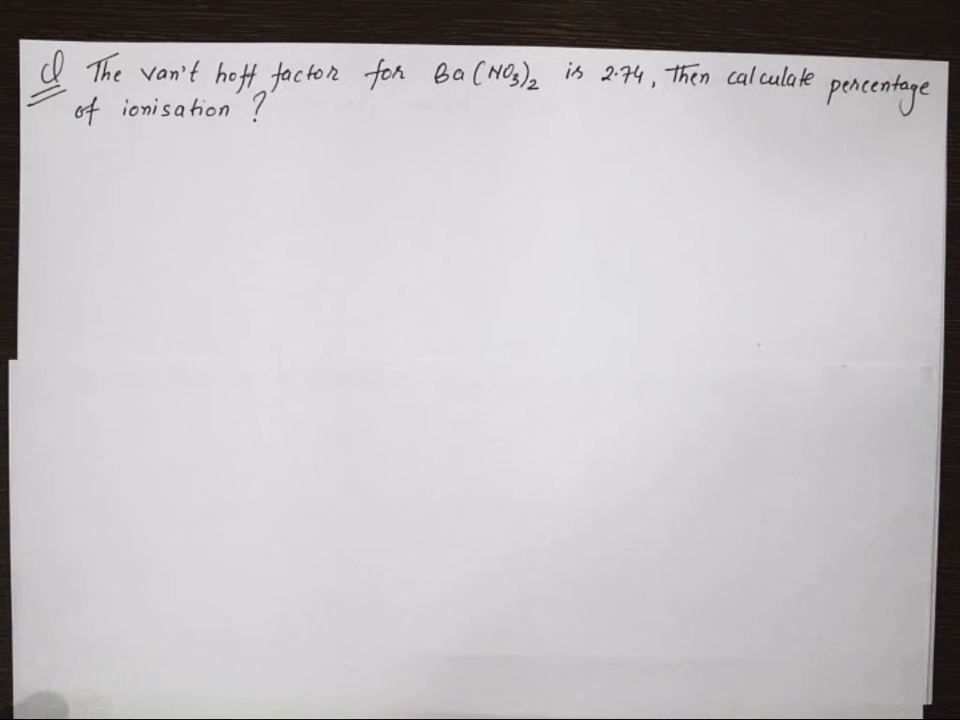 Q The van't hoff factor for Ba(NO3)2 is 2.74, Then calculate percentage
of ionisation ?